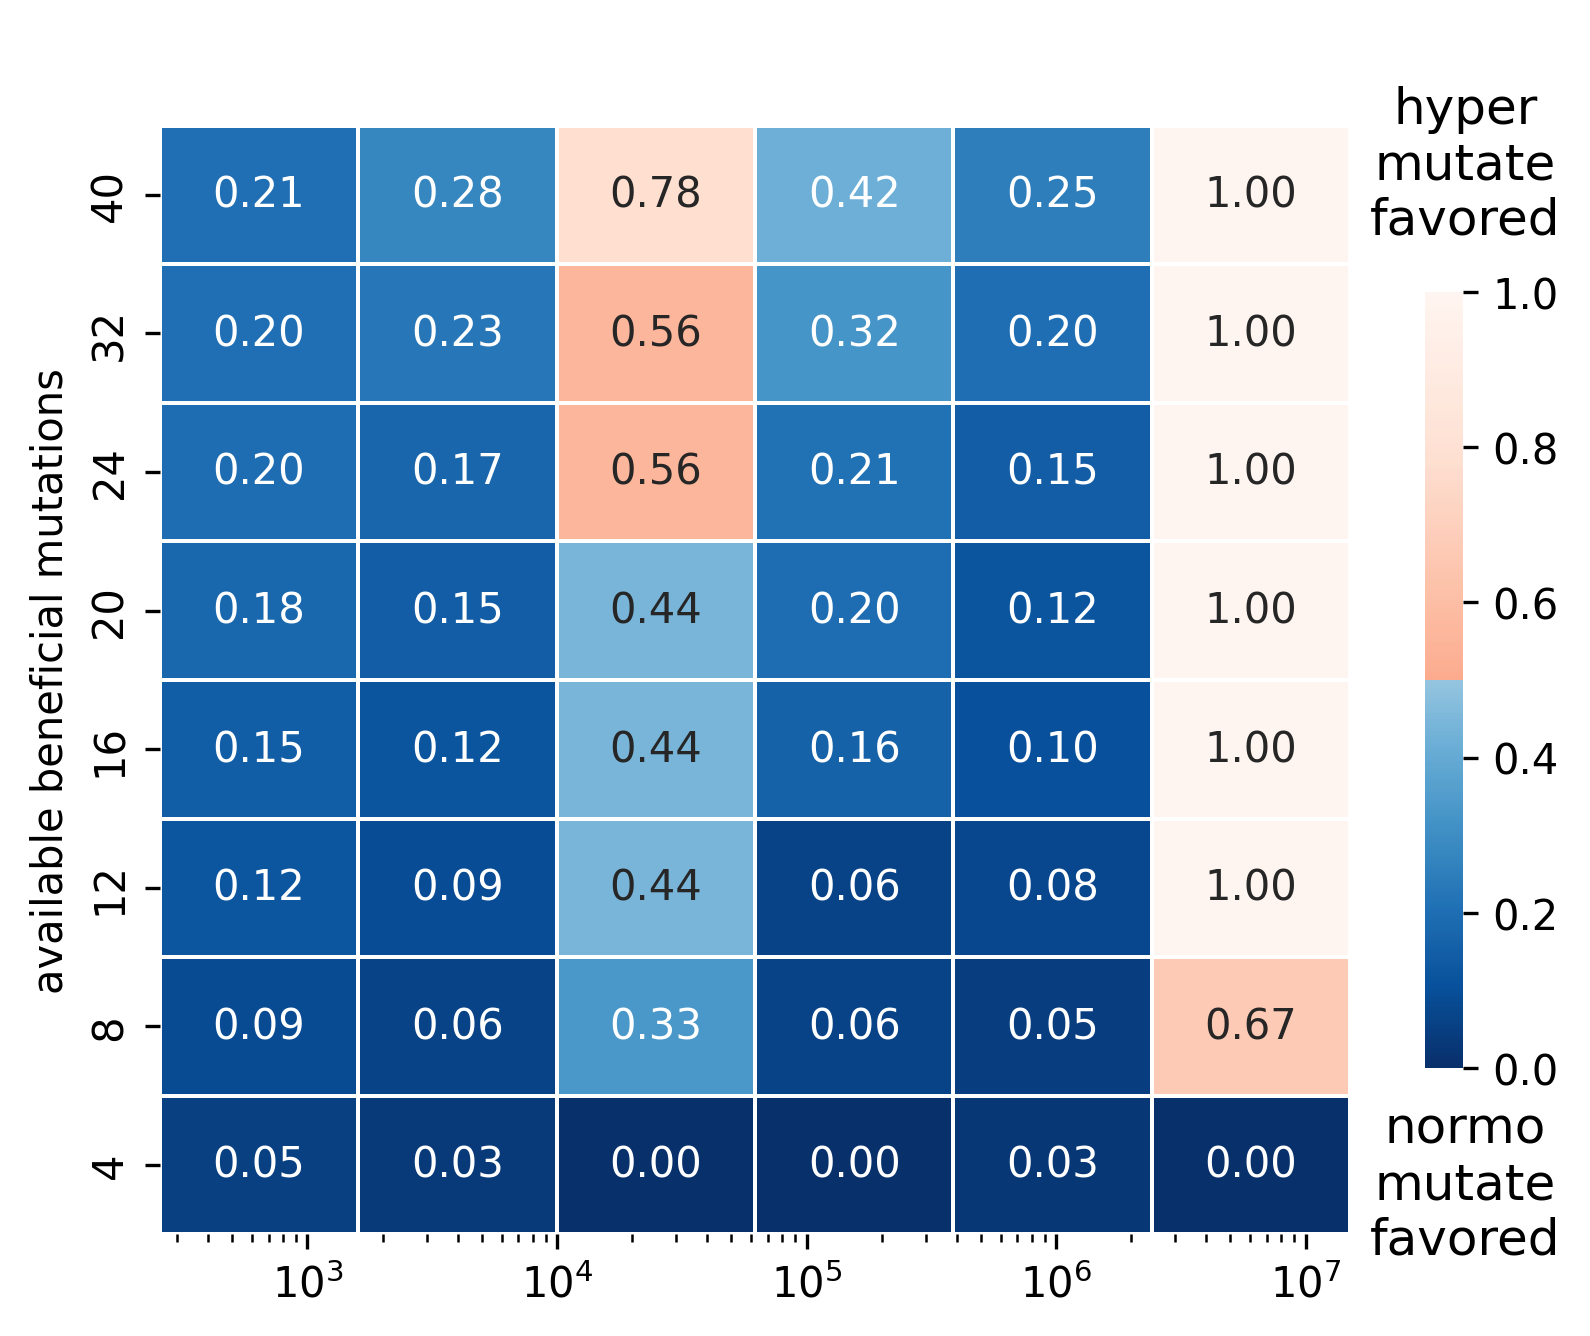 hyper
mutate
favored
available beneficial mutations
40 0.21 0.28 0.78 0.42 0.25 1.00
32 0.20 0.23 0.56 0.32 0.20 1.00
24 0.20 0.17 0.56 0.21 0.15 1.00
20 0.18 0.15 0.44 0.20 0.12 1.00
16 0.15 0.12 0.44 0.16 0.10 1.00
12 0.12 0.09 0.44 0.06 0.08 1.00
8 0.09 0.06 0.33 0.06 0.05 0.67
4 0.05 0.03 0.00 0.00 0.03 0.00
10³ 10⁴ 10⁵ 10⁶ 10⁷
1.0
0.8
0.6
0.4
0.2
0.0
normo
mutate
favored